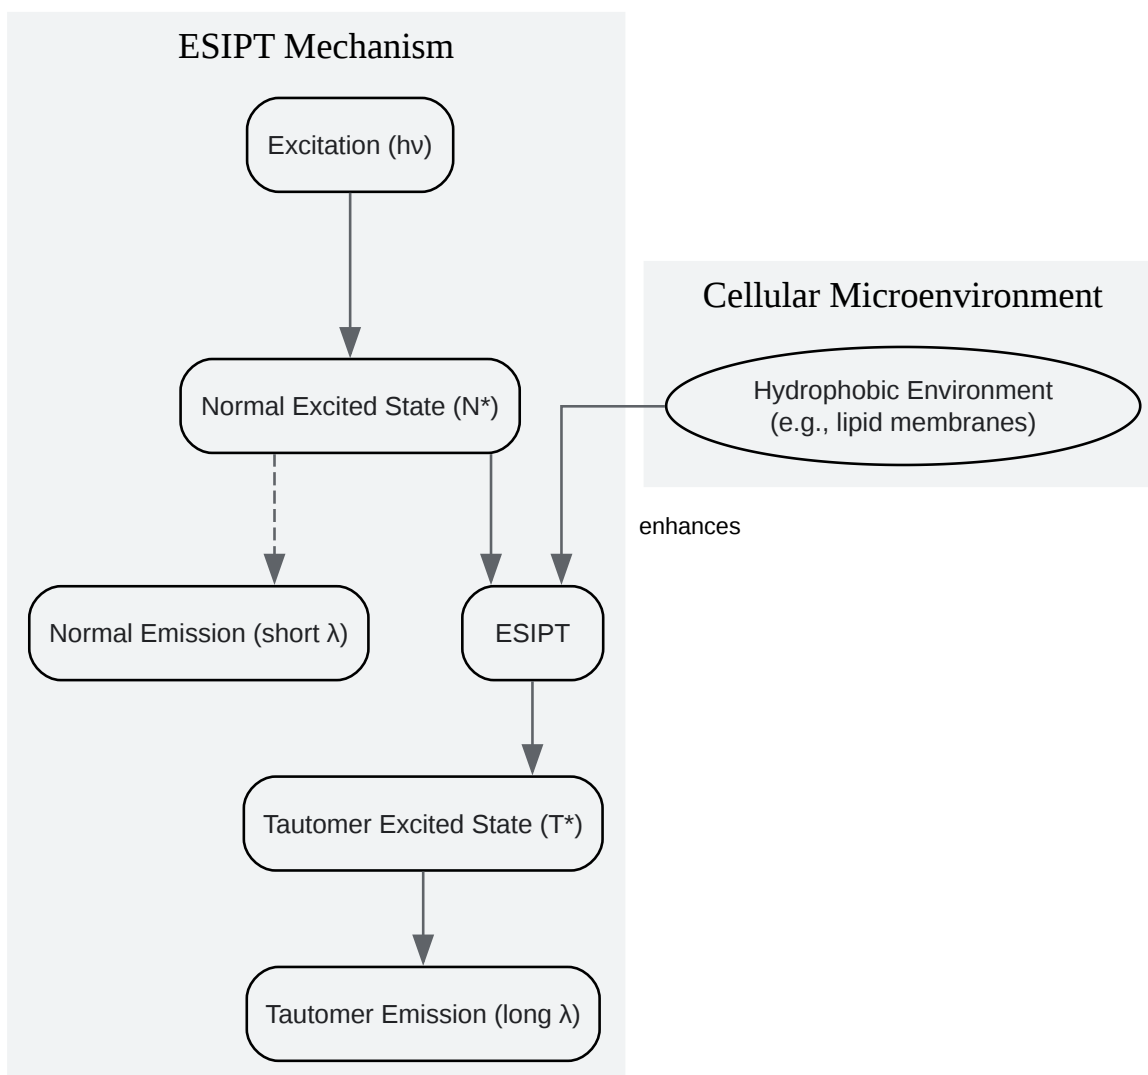 ESIPT Mechanism
Excitation (hν)
Cellular Microenvironment
Hydrophobic Environment
(e.g., lipid membranes)
Normal Excited State (N*)
enhances
Normal Emission (short λ)
ESIPT
Tautomer Excited State (T*)
Tautomer Emission (long λ)